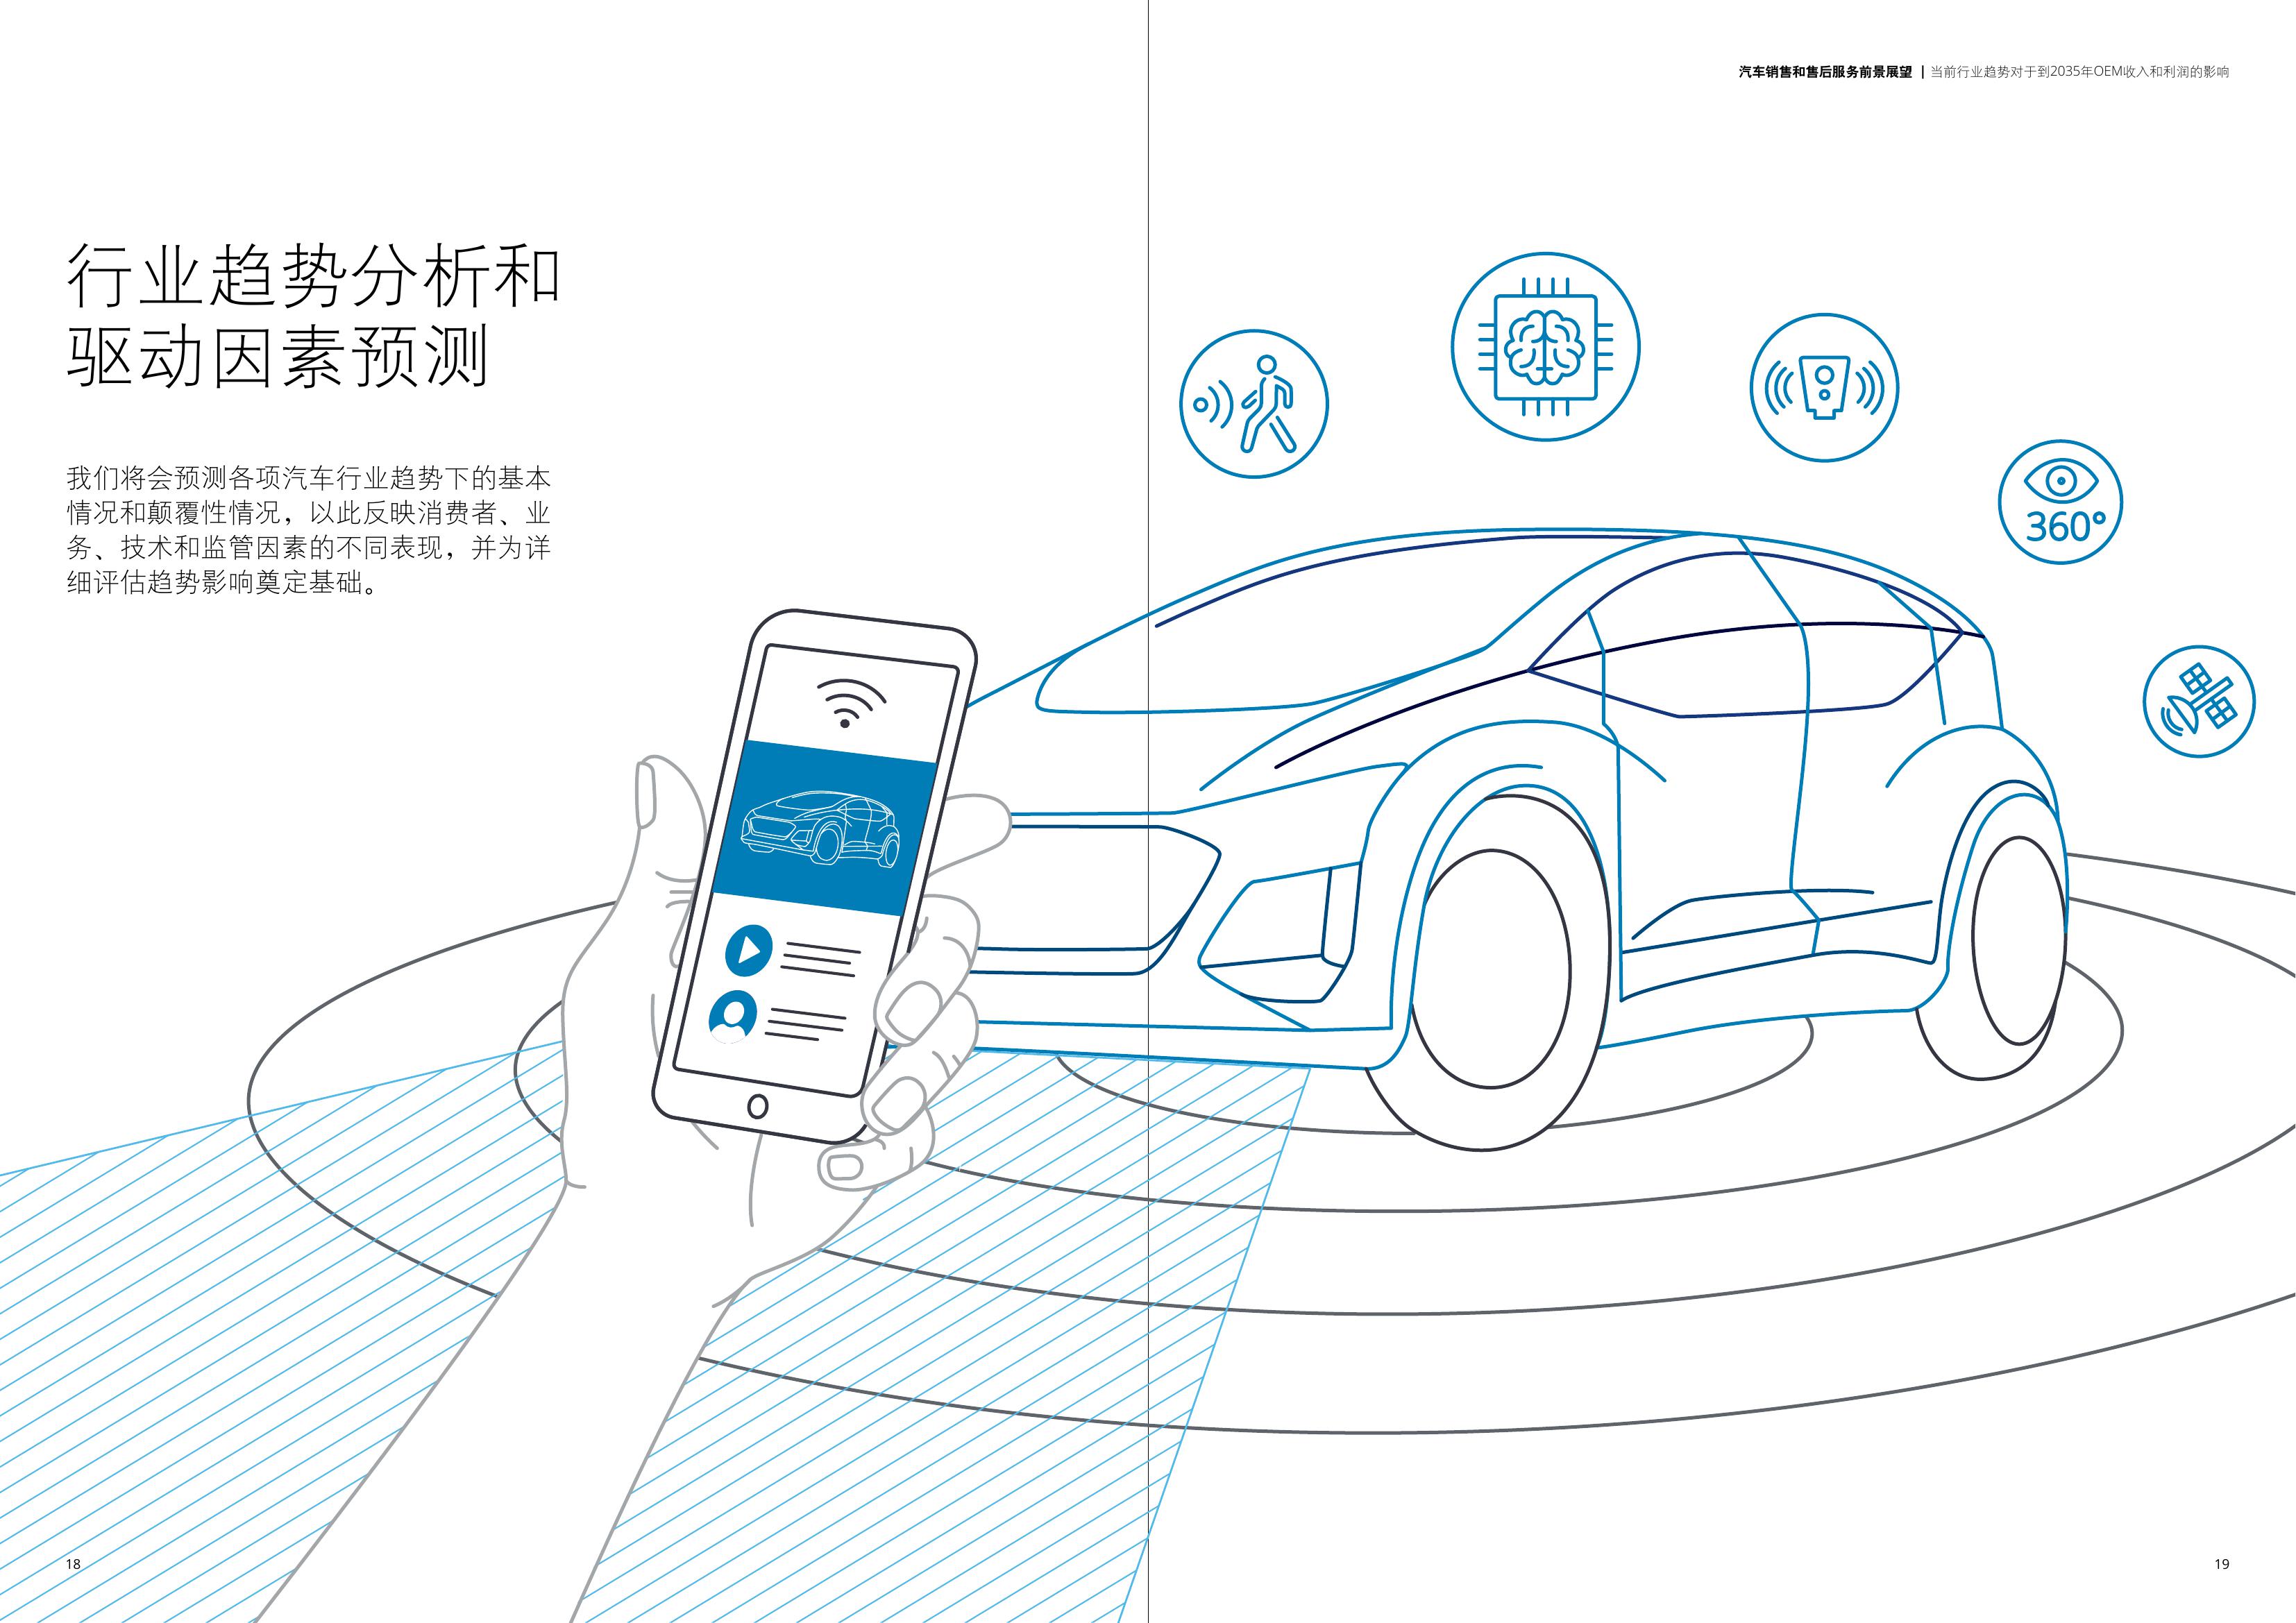 汽车销售和售后服务前景展望 | 当前行业趋势对于到2035年OEM收入和利润的影响
行业趋势分析和
驱动因素预测
我们将会预测各项汽车行业趋势下的基本
情况和颠覆性情况，以此反映消费者、业
务、技术和监管因素的不同表现，并为详
细评估趋势影响奠定基础。
360°
18
19